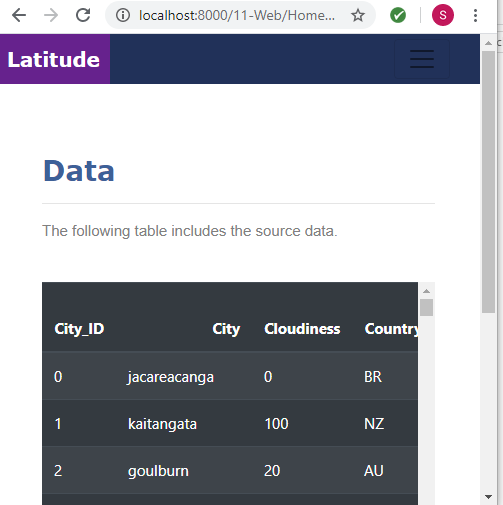 localhost:8000/11-Web/Home...
S
Latitude
Data
The following table includes the source data.
City_ID City Cloudiness Country
0 jacareacanga 0 BR
1 kaitangata 100 NZ
2 goulburn 20 AU